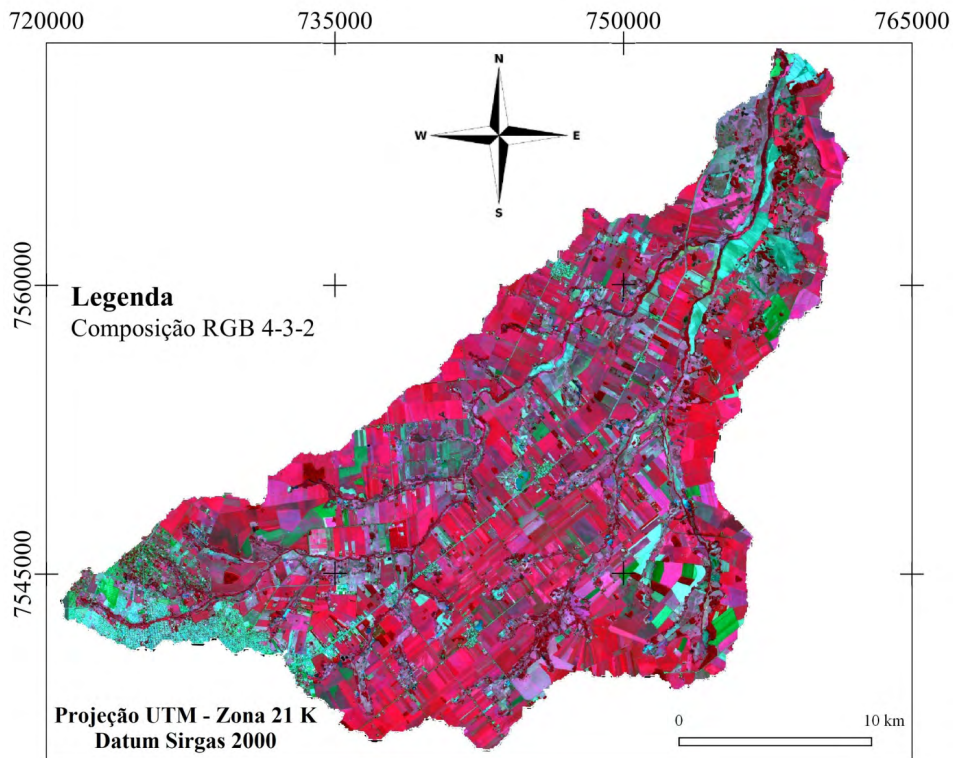 720000 735000 750000 765000
N
W E
S
7560000
Legenda
Composição RGB 4-3-2
7545000
Projeção UTM - Zona 21 K
Datum Sirgas 2000
0 10 km